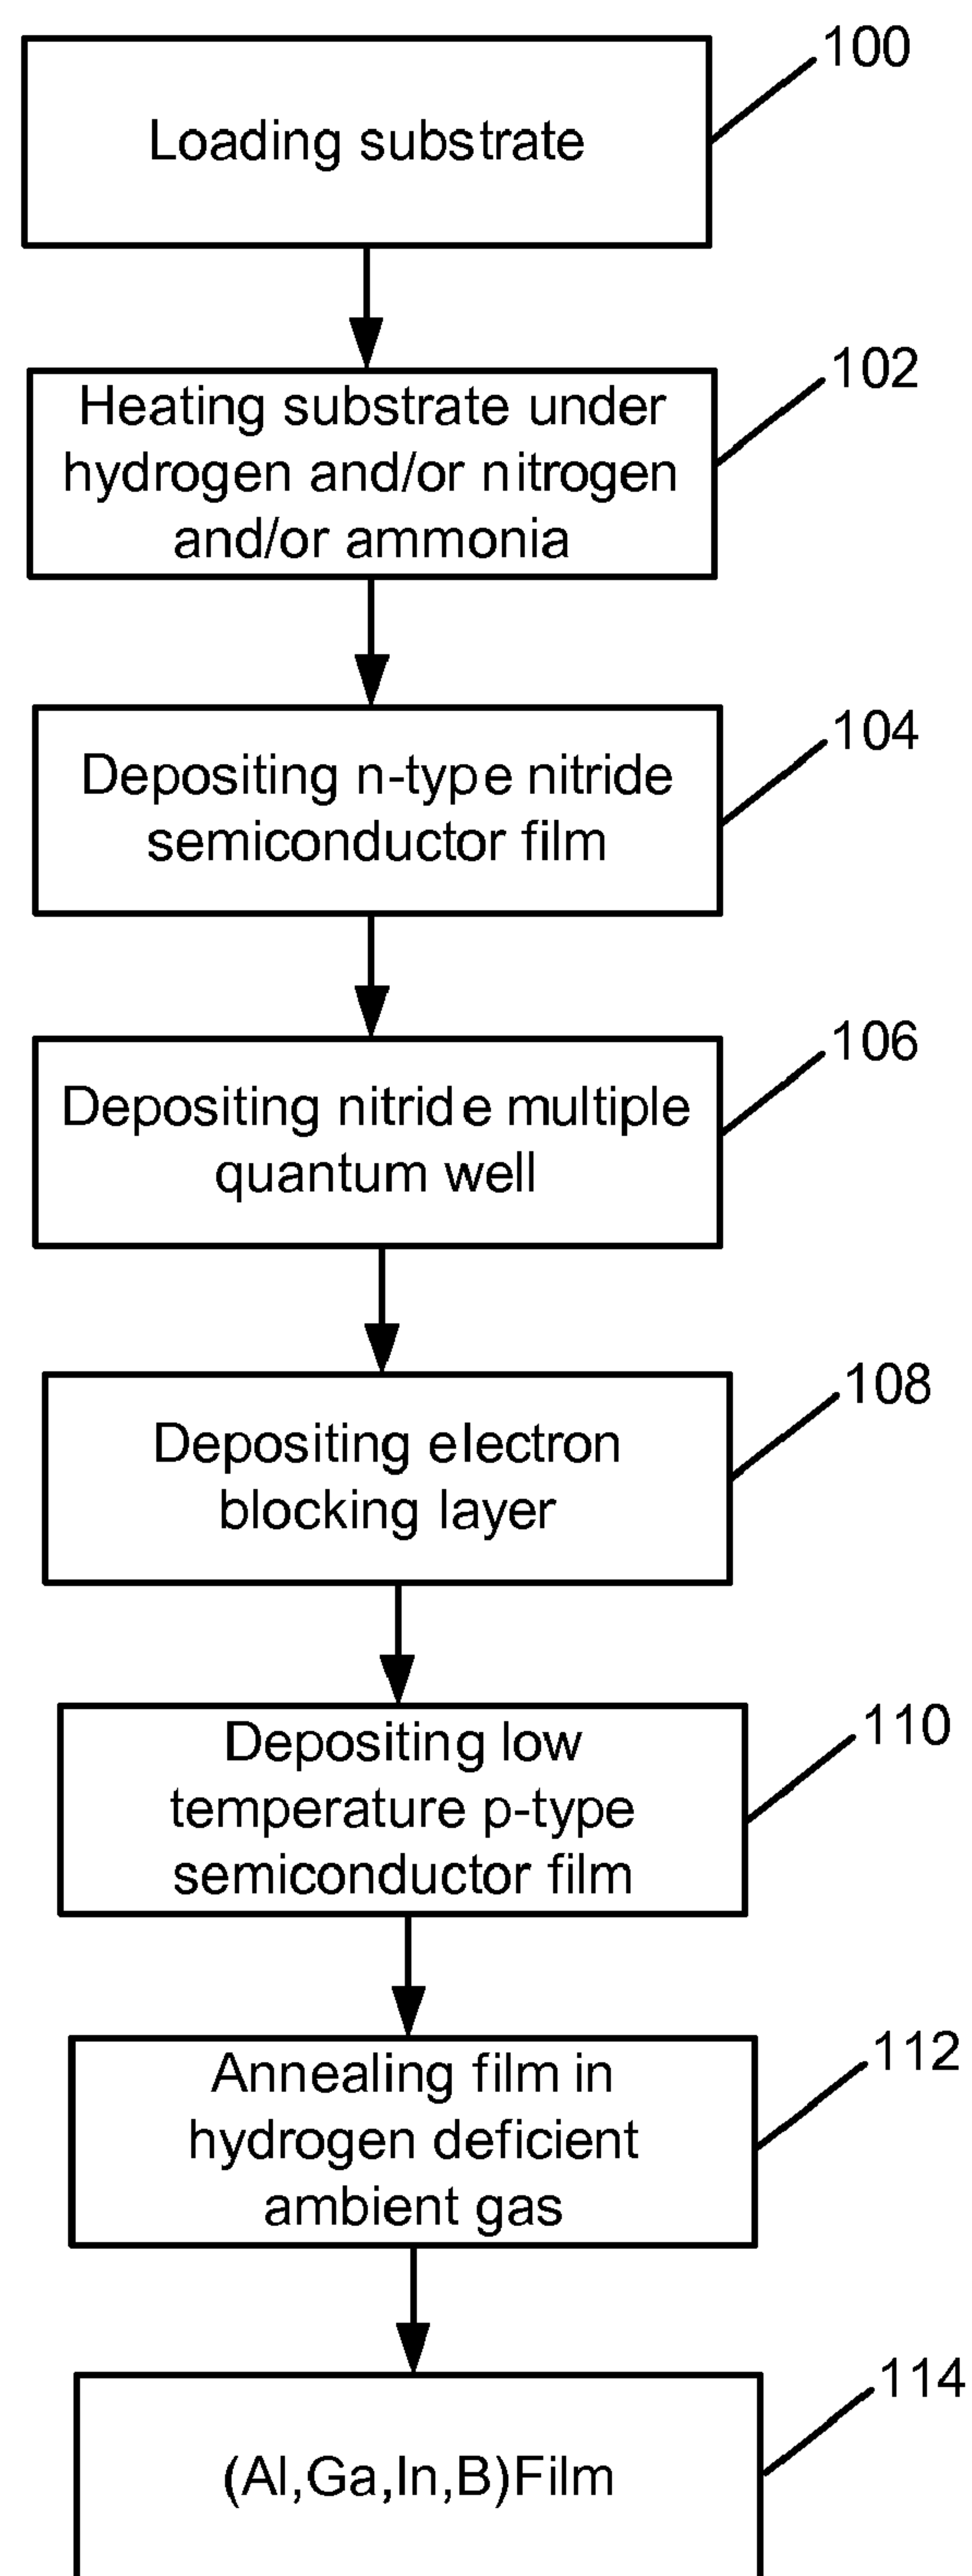 100
Loading substrate
102
Heating substrate under
hydrogen and/or nitrogen
and/or ammonia
104
Depositing n-type nitride
semiconductor film
106
Depositing nitride multiple
quantum well
108
Depositing electron
blocking layer
110
Depositing low
temperature p-type
semiconductor film
112
Annealing film in
hydrogen deficient
ambient gas
114
(Al,Ga,In,B)Film